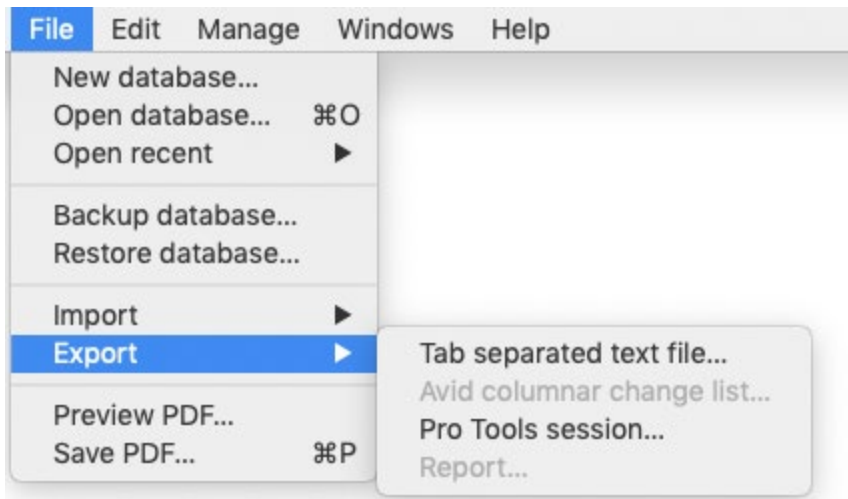 File Edit Manage Windows Help
New database...
Open database... ⌘O
Open recent ▶
Backup database...
Restore database...
Import ▶
Export ▶
Tab separated text file...
Avid columnar change list...
Pro Tools session...
Report...
Preview PDF...
Save PDF... ⌘P